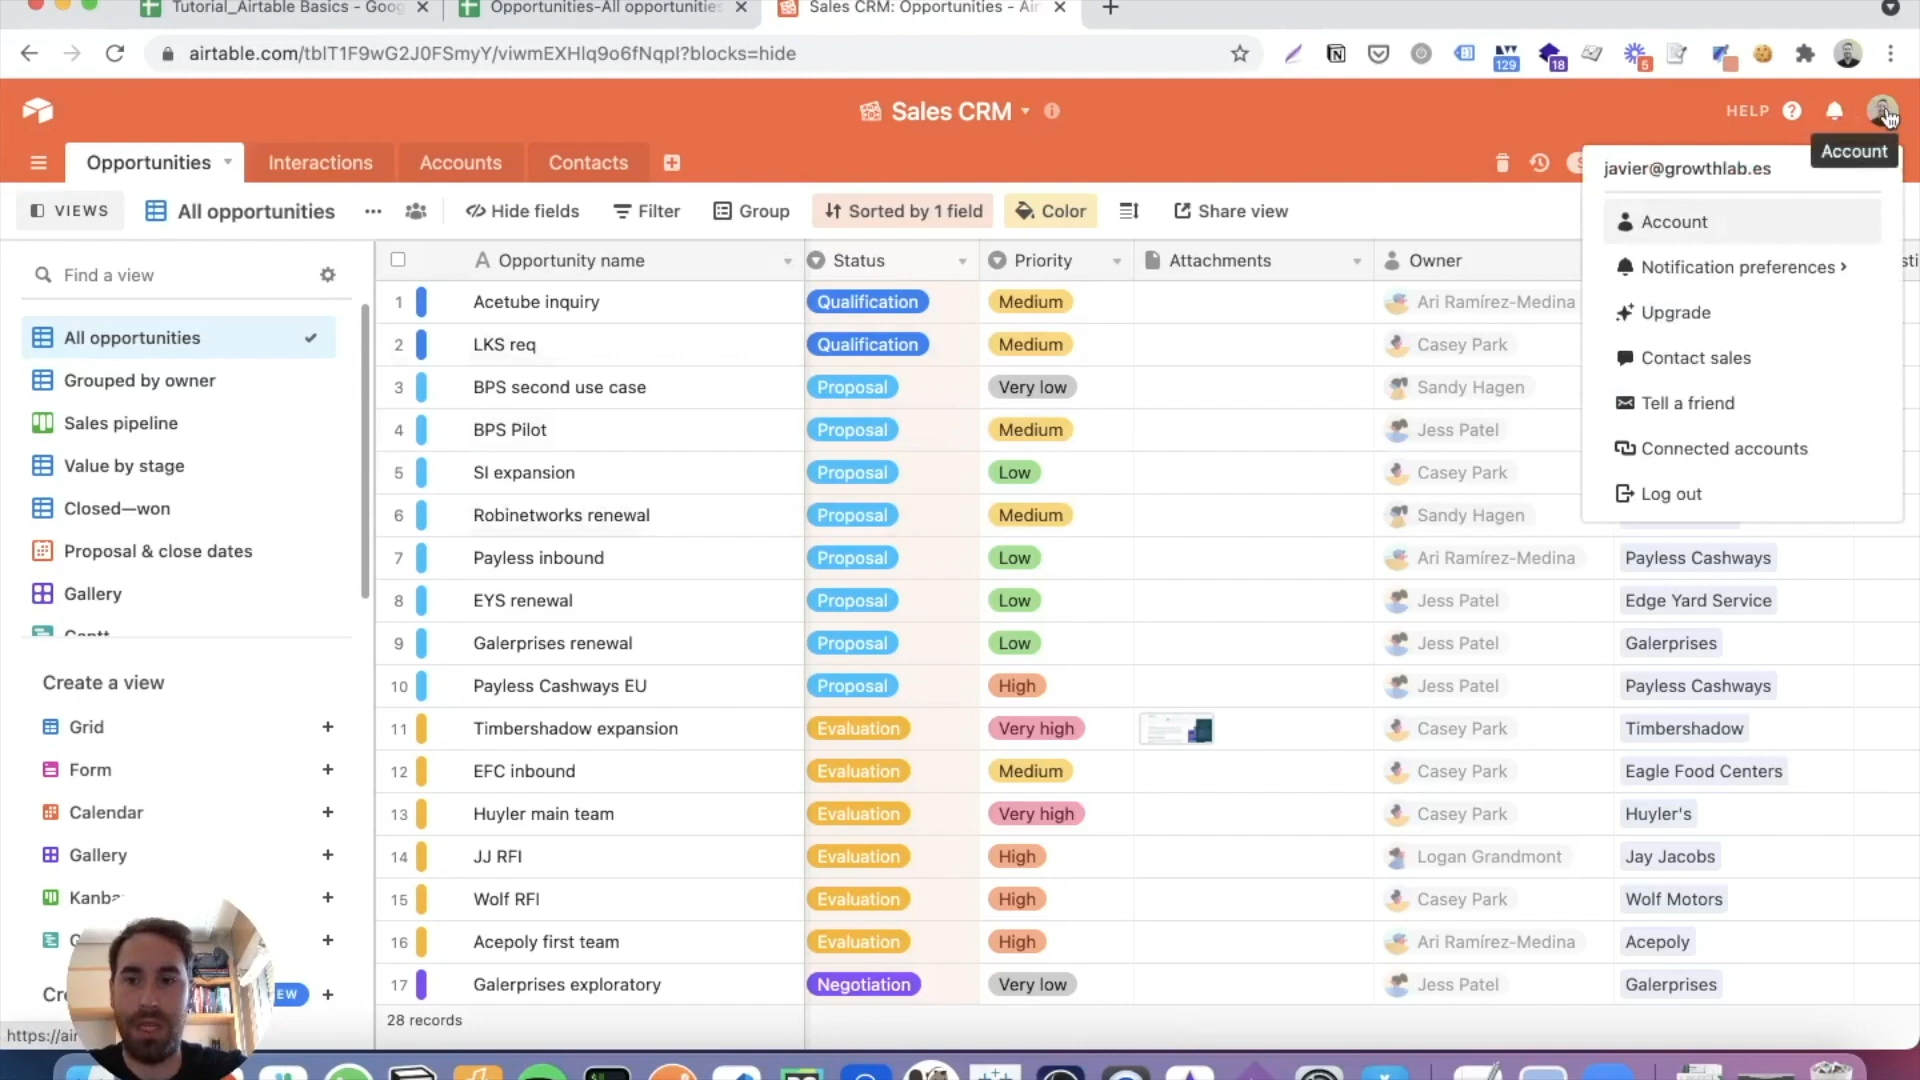 Tutorial_Airtable Basics - Goog
Opportunities-All opportunities
Sales CRM: Opportunities - Air
airtable.com/tblT1F9wG2J0FSmyY/viwmEXHlq9o6fNqpI?blocks=hide
129
18
5
Sales CRM
HELP
Opportunities
Interactions
Accounts
Contacts
Account
javier@growthlab.es
VIEWS
All opportunities
Hide fields
Filter
Group
Sorted by 1 field
Color
Share view
Account
Notification preferences
Upgrade
Contact sales
Tell a friend
Connected accounts
Log out
Find a view
All opportunities
Grouped by owner
Sales pipeline
Value by stage
Closed—won
Proposal & close dates
Gallery
Gantt
Create a view
Grid
Form
Calendar
Gallery
Kanba
EW
https://air
Opportunity name Status Priority Attachments Owner
1 Acetube inquiry Qualification Medium Ari Ramírez-Medina
2 LKS req Qualification Medium Casey Park
3 BPS second use case Proposal Very low Sandy Hagen
4 BPS Pilot Proposal Medium Jess Patel
5 SI expansion Proposal Low Casey Park
6 Robinetworks renewal Proposal Medium Sandy Hagen
7 Payless inbound Proposal Low Ari Ramírez-Medina Payless Cashways
8 EYS renewal Proposal Low Jess Patel Edge Yard Service
9 Galerprises renewal Proposal Low Jess Patel Galerprises
10 Payless Cashways EU Proposal High Jess Patel Payless Cashways
11 Timbershadow expansion Evaluation Very high Casey Park Timbershadow
12 EFC inbound Evaluation Medium Casey Park Eagle Food Centers
13 Huyler main team Evaluation Very high Casey Park Huyler's
14 JJ RFI Evaluation High Logan Grandmont Jay Jacobs
15 Wolf RFI Evaluation High Casey Park Wolf Motors
16 Acepoly first team Evaluation High Ari Ramírez-Medina Acepoly
17 Galerprises exploratory Negotiation Very low Jess Patel Galerprises
28 records